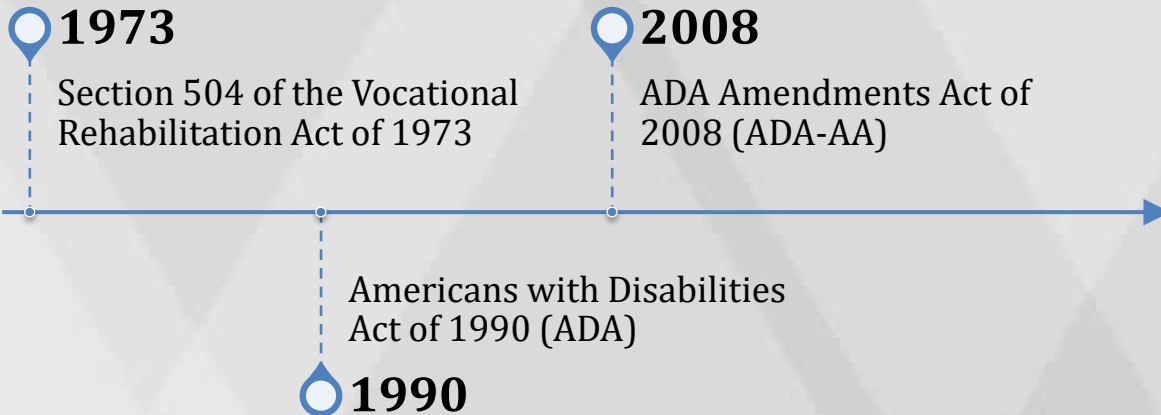 1973
Section 504 of the Vocational
Rehabilitation Act of 1973
2008
ADA Amendments Act of
2008 (ADA-AA)
Americans with Disabilities
Act of 1990 (ADA)
1990